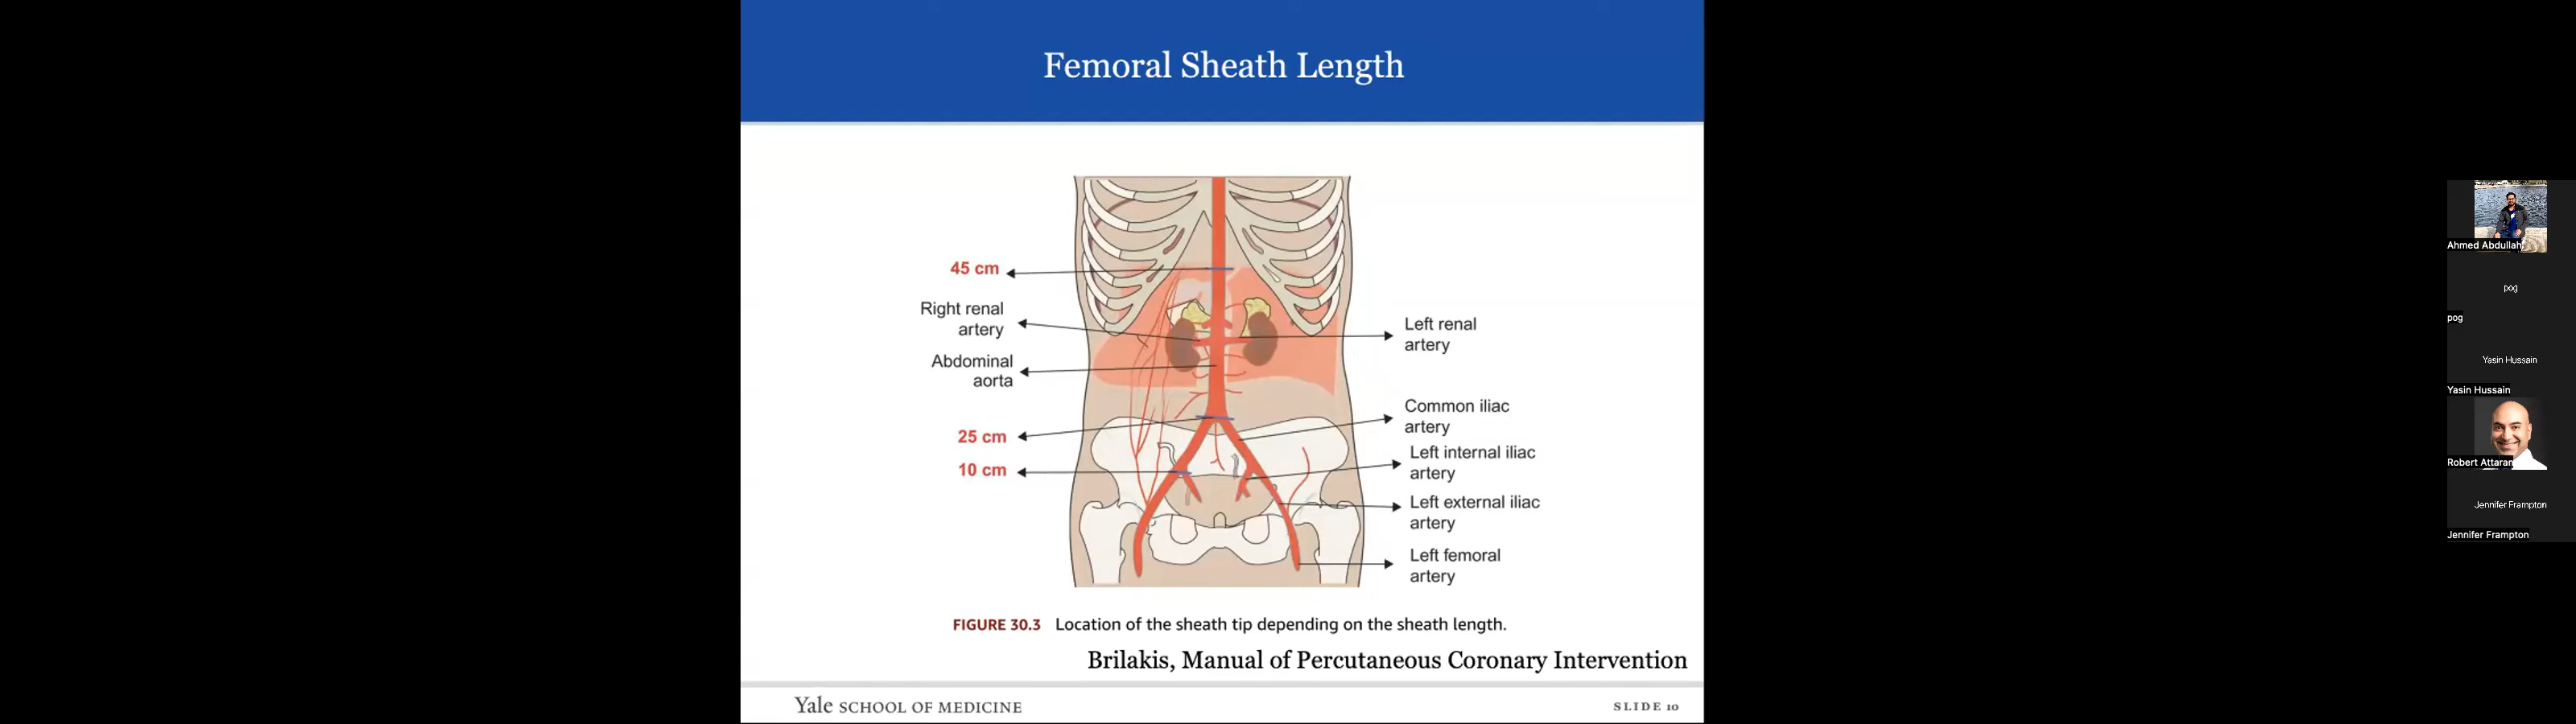 Femoral Sheath Length
45 cm
Right renal
artery
Abdominal
aorta
25 cm
10 cm
Left renal
artery
Common iliac
artery
Left internal iliac
artery
Left external iliac
artery
Left femoral
artery
FIGURE 30.3 Location of the sheath tip depending on the sheath length.
Brilakis, Manual of Percutaneous Coronary Intervention
Yale SCHOOL OF MEDICINE
SLIDE 10
Ahmed Abdullah
pog
pog
Yasin Hussain
Yasin Hussain
Robert Attaran
Jennifer Frampton
Jennifer Frampton